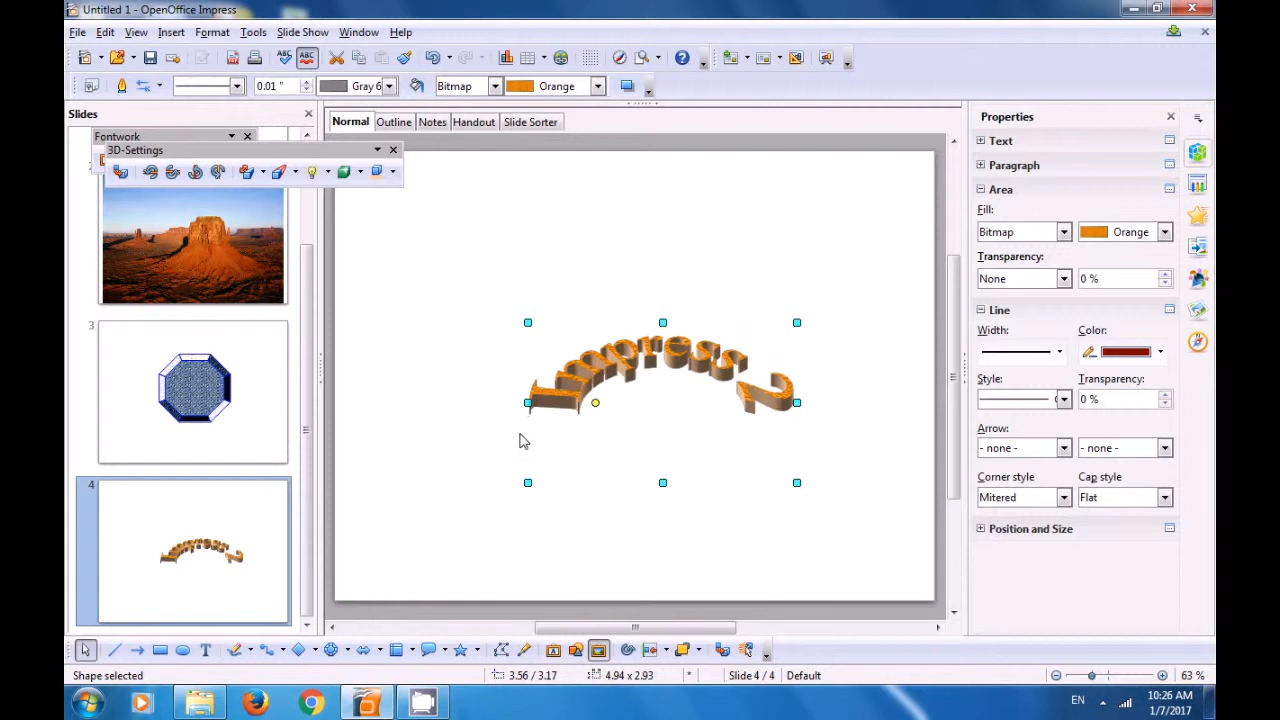 Untitled 1 - OpenOffice Impress
File Edit View Insert Format Tools Slide Show Window Help
0.01 " Gray 6 Bitmap Orange
Slides
Normal Outline Notes Handout Slide Sorter
Properties
Fontwork
3D-Settings
Text
Paragraph
Area
Fill:
Bitmap Orange
Transparency:
None 0 %
Line
Width: Color:
Style: Transparency:
0 %
Arrow:
- none - - none -
Corner style Cap style
Mitered Flat
Position and Size
3
4
Impress 2
Impress 2
Shape selected 3.56 / 3.17 4.94 x 2.93 * Slide 4 / 4 Default 63 %
EN 10:26 AM
1/7/2017